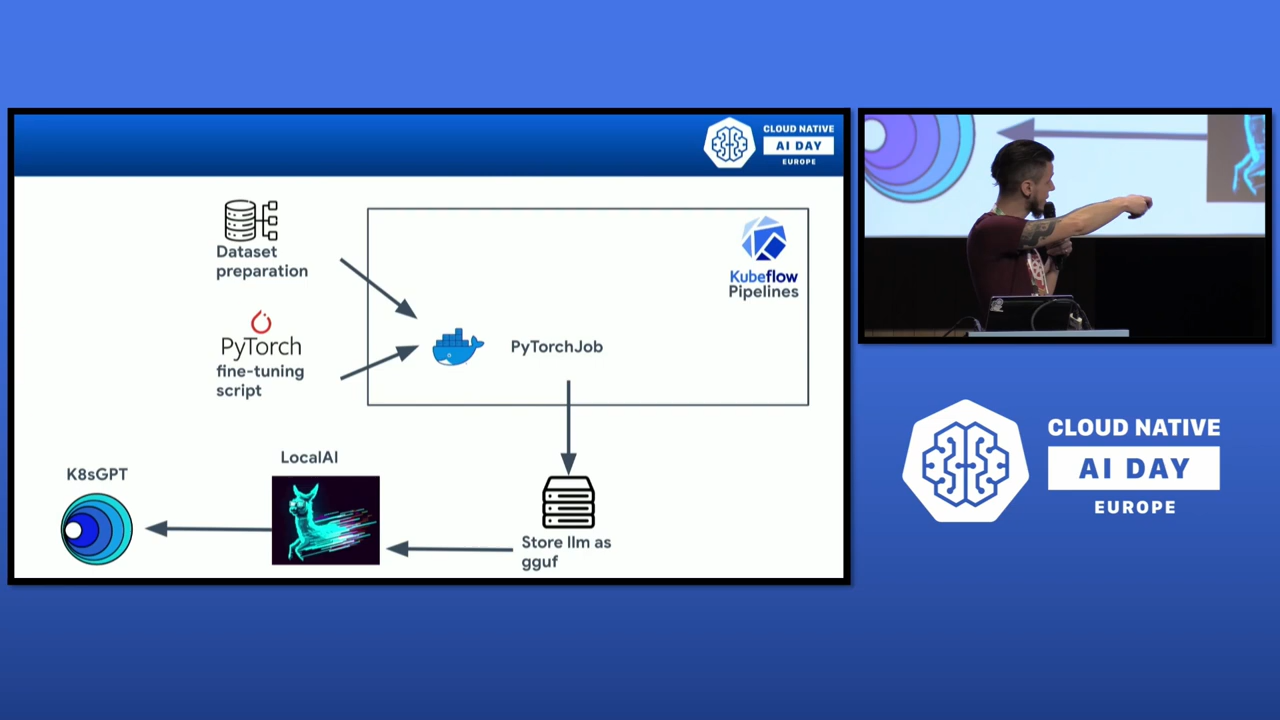 CLOUD NATIVE
AI DAY
EUROPE
Dataset
preparation
PyTorch
fine-tuning
script
Kubeflow
Pipelines
PyTorchJob
K8sGPT
LocalAI
Store llm as
gguf
CLOUD NATIVE
AI DAY
EUROPE